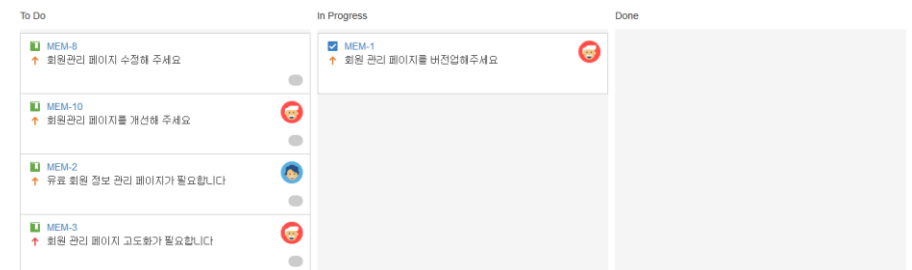 To Do
In Progress
Done
MEM-8
회원관리 페이지 수정해 주세요
MEM-10
회원관리 페이지를 개선해 주세요
MEM-2
유료 회원 정보 관리 페이지가 필요합니다
MEM-3
회원 관리 페이지 고도화가 필요합니다
MEM-1
회원 관리 페이지를 버전업해주세요